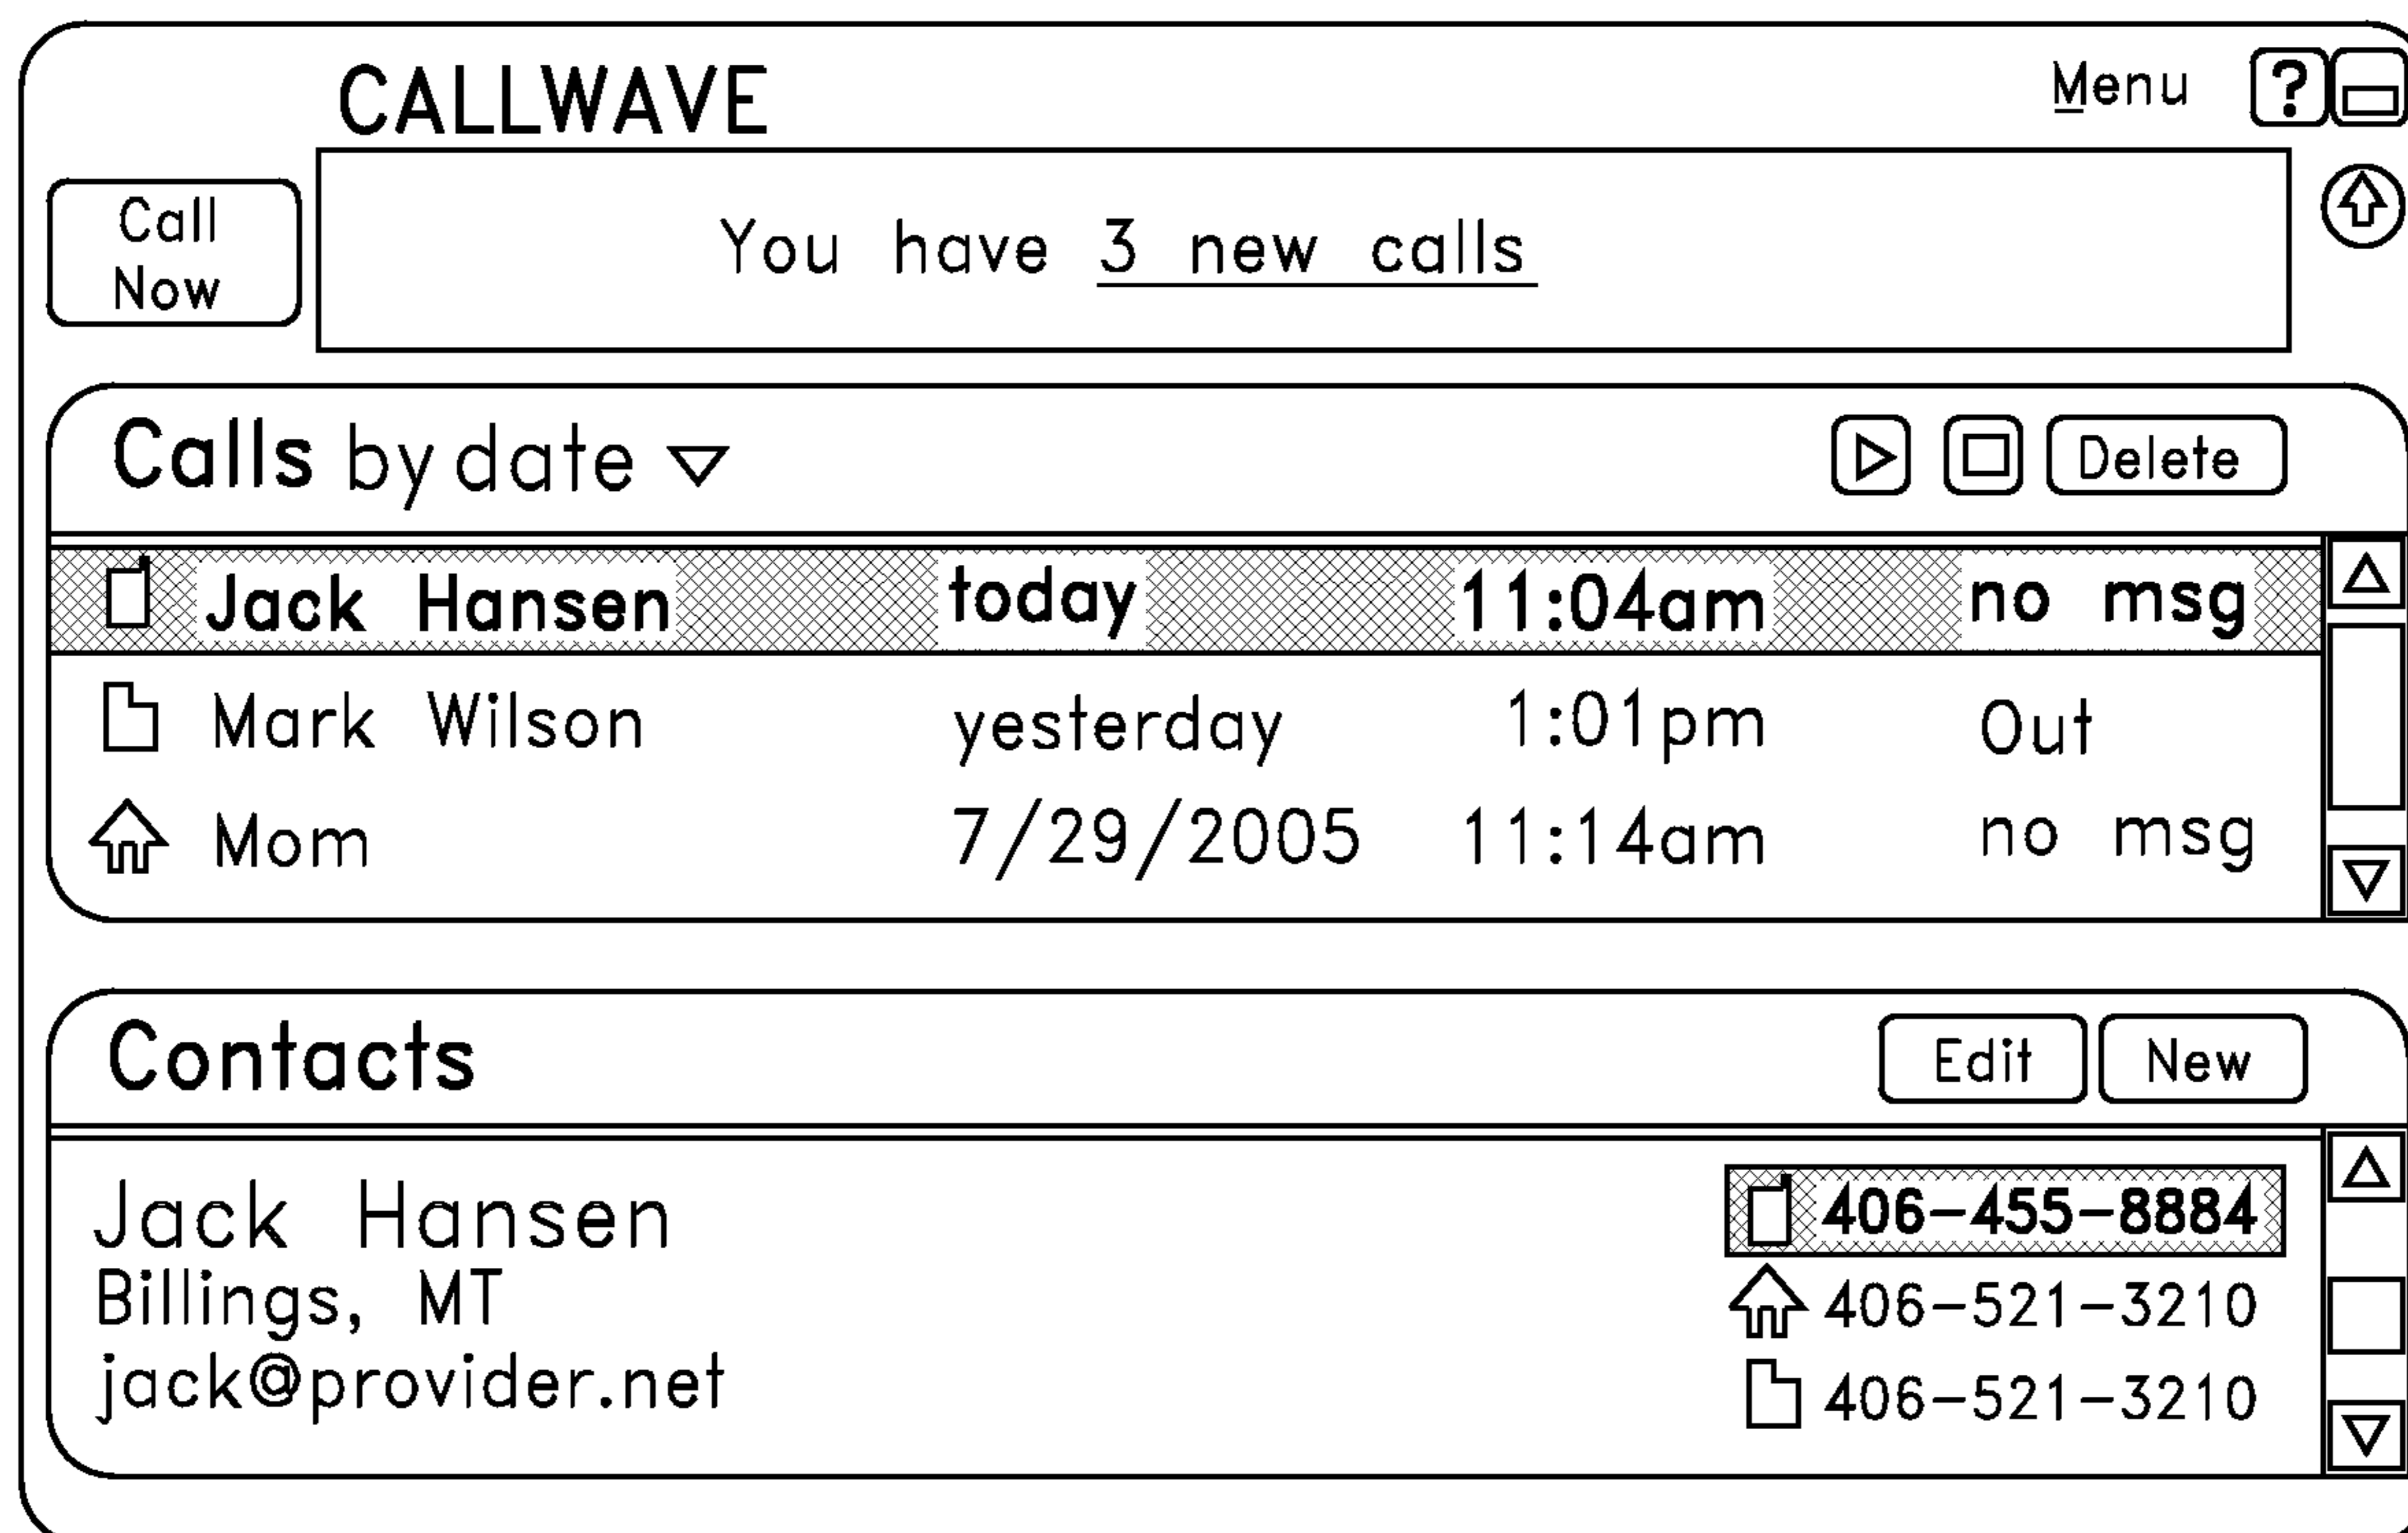 CALLWAVE Menu ?
Call
Now
You have 3 new calls
Calls by date Delete
Jack Hansen today 11:04am no msg
Mark Wilson yesterday 1:01pm Out
Mom 7/29/2005 11:14am no msg
Contacts Edit New
Jack Hansen 406-455-8884
Billings, MT 406-521-3210
jack@provider.net 406-521-3210